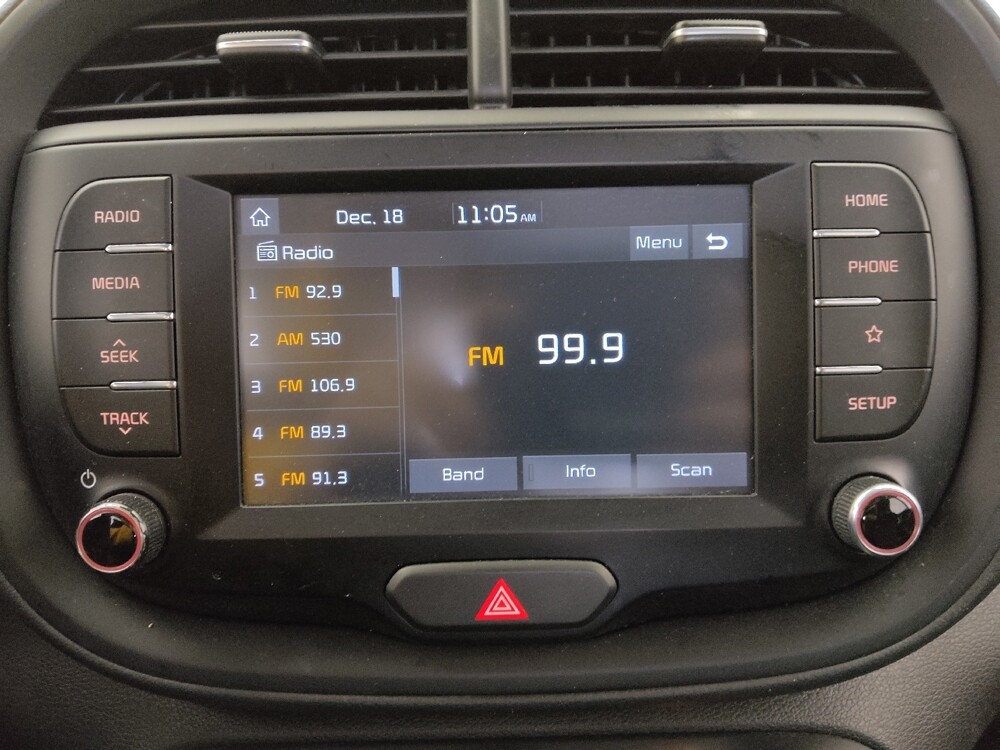 Dec. 18 11:05 AM
Radio Menu
1 FM 92.9
2 AM 530
3 FM 106.9
4 FM 89.3
5 FM 91.3
FM 99.9
Band Info Scan
RADIO
MEDIA
SEEK
TRACK
HOME
PHONE
SETUP